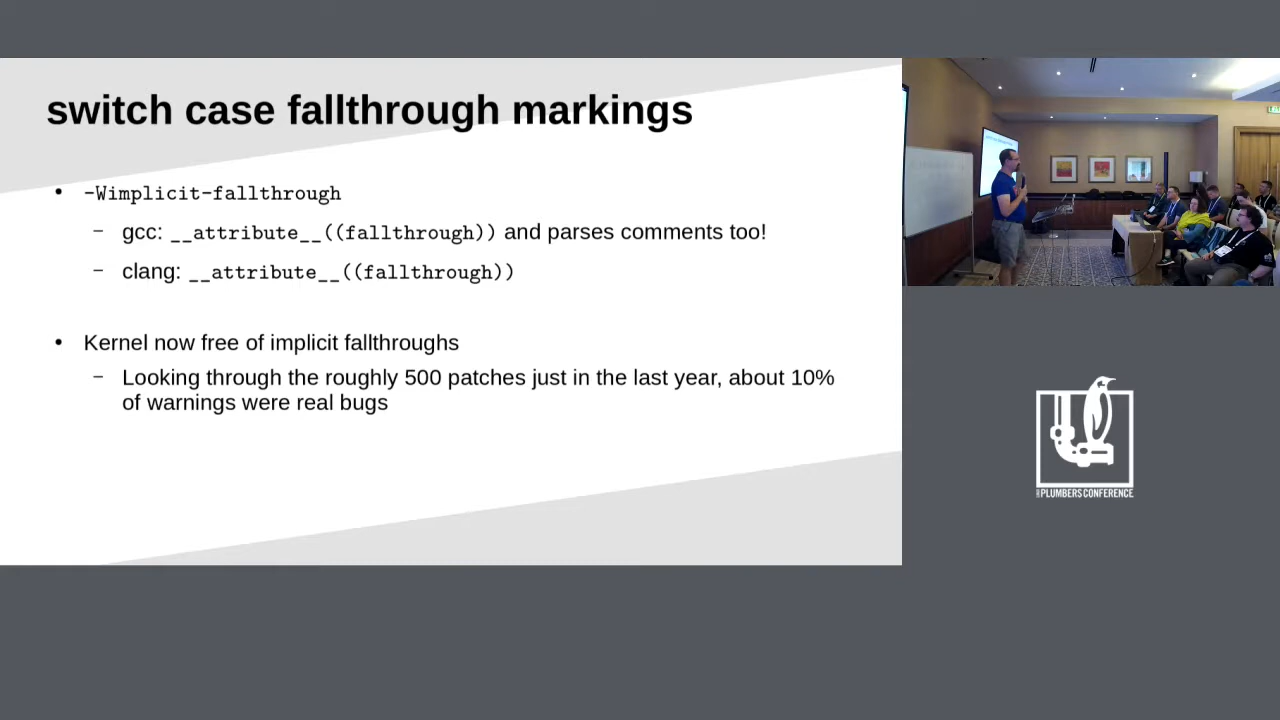 switch case fallthrough markings
• -Wimplicit-fallthrough
– gcc: __attribute__((fallthrough)) and parses comments too!
– clang: __attribute__((fallthrough))
• Kernel now free of implicit fallthroughs
– Looking through the roughly 500 patches just in the last year, about 10%
of warnings were real bugs
PLUMBERS CONFERENCE